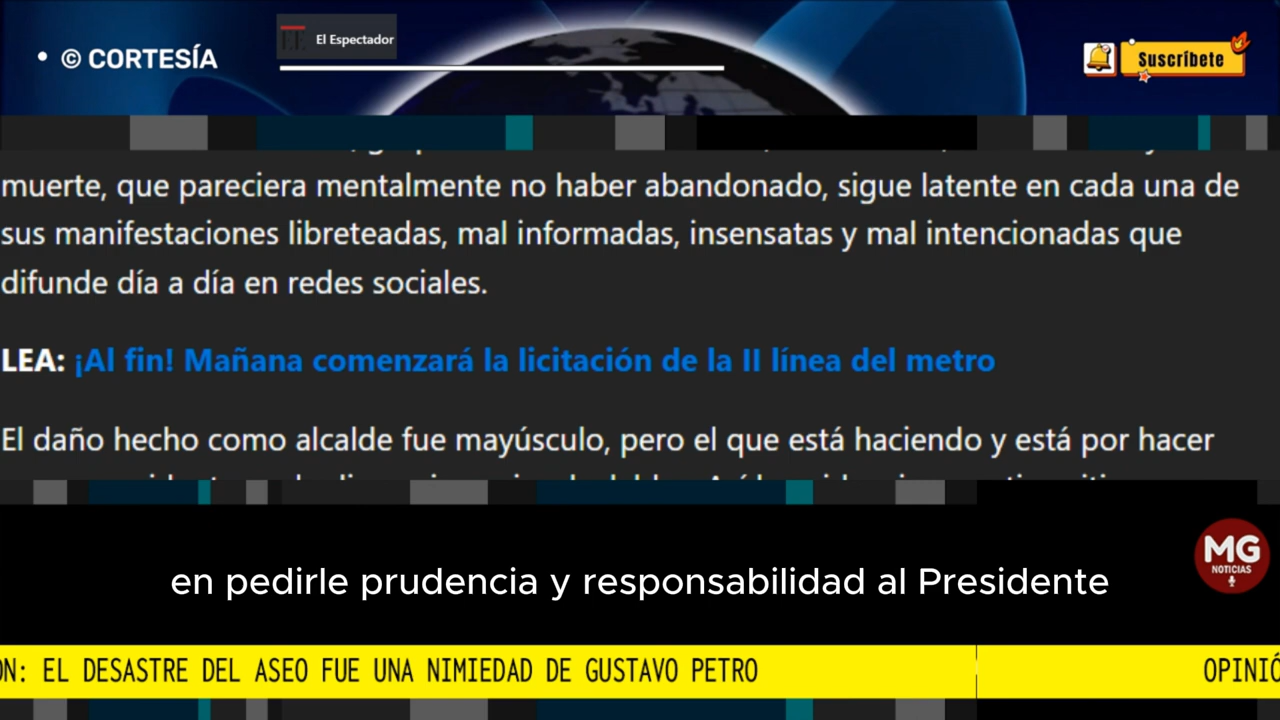 • © CORTESÍA
El Espectador
Suscríbete
muerte, que pareciera mentalmente no haber abandonado, sigue latente en cada una de
sus manifestaciones libreteadas, mal informadas, insensatas y mal intencionadas que
difunde día a día en redes sociales.
LEA: ¡Al fin! Mañana comenzará la licitación de la II línea del metro
El daño hecho como alcalde fue mayúsculo, pero el que está haciendo y está por hacer
MG
NOTICIAS
en pedirle prudencia y responsabilidad al Presidente
ÓN: EL DESASTRE DEL ASEO FUE UNA NIMIEDAD DE GUSTAVO PETRO
OPINIÓ